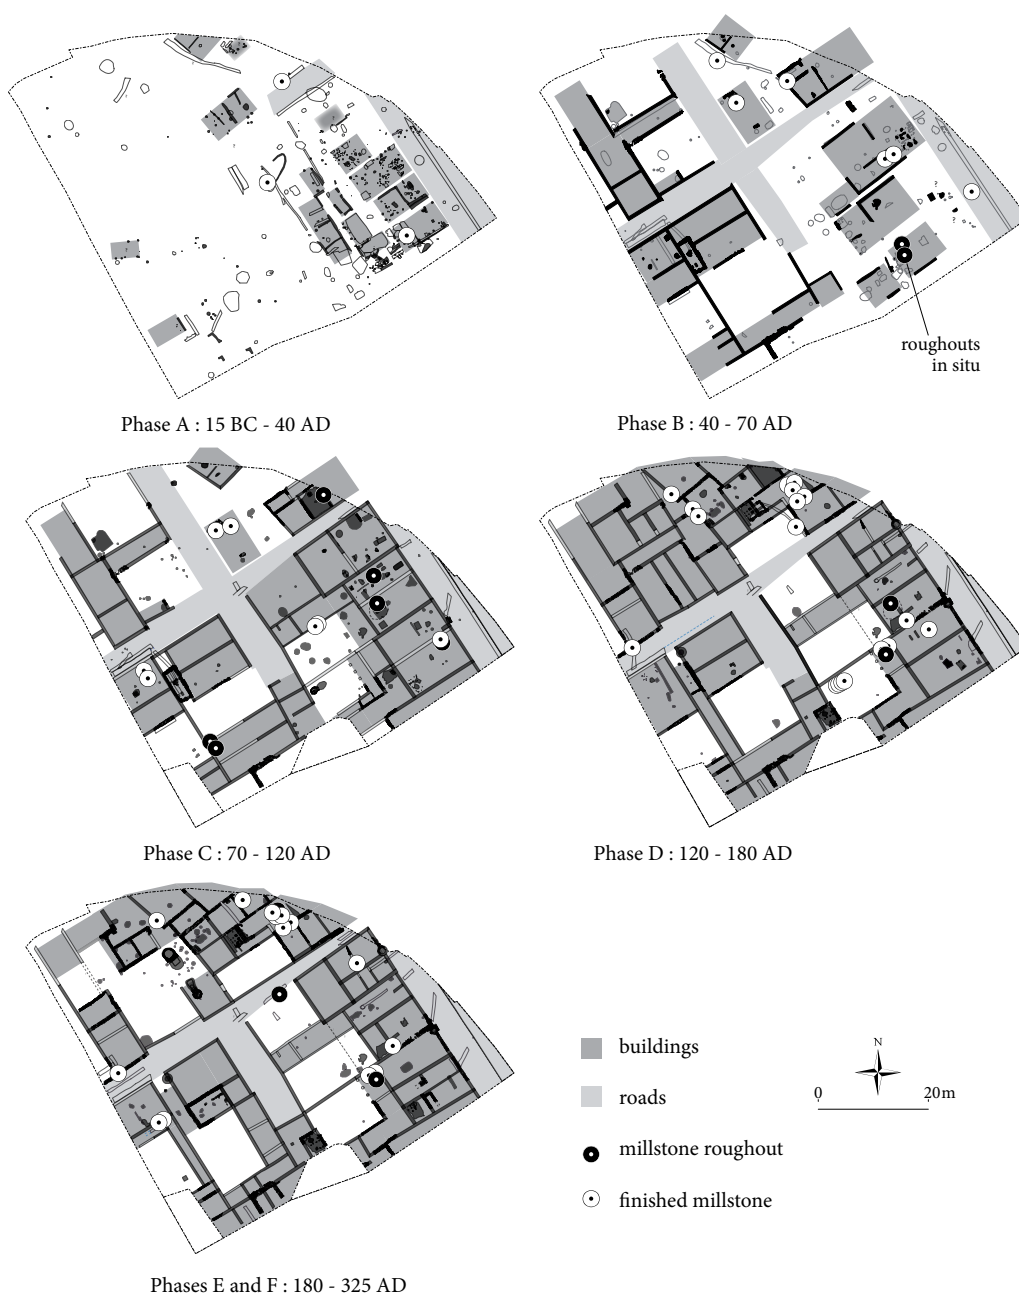 roughouts
in situ
Phase A : 15 BC - 40 AD
Phase B : 40 - 70 AD
Phase C : 70 - 120 AD
Phase D : 120 - 180 AD
buildings
roads
millstone roughout
finished millstone
N
0 20m
Phases E and F : 180 - 325 AD